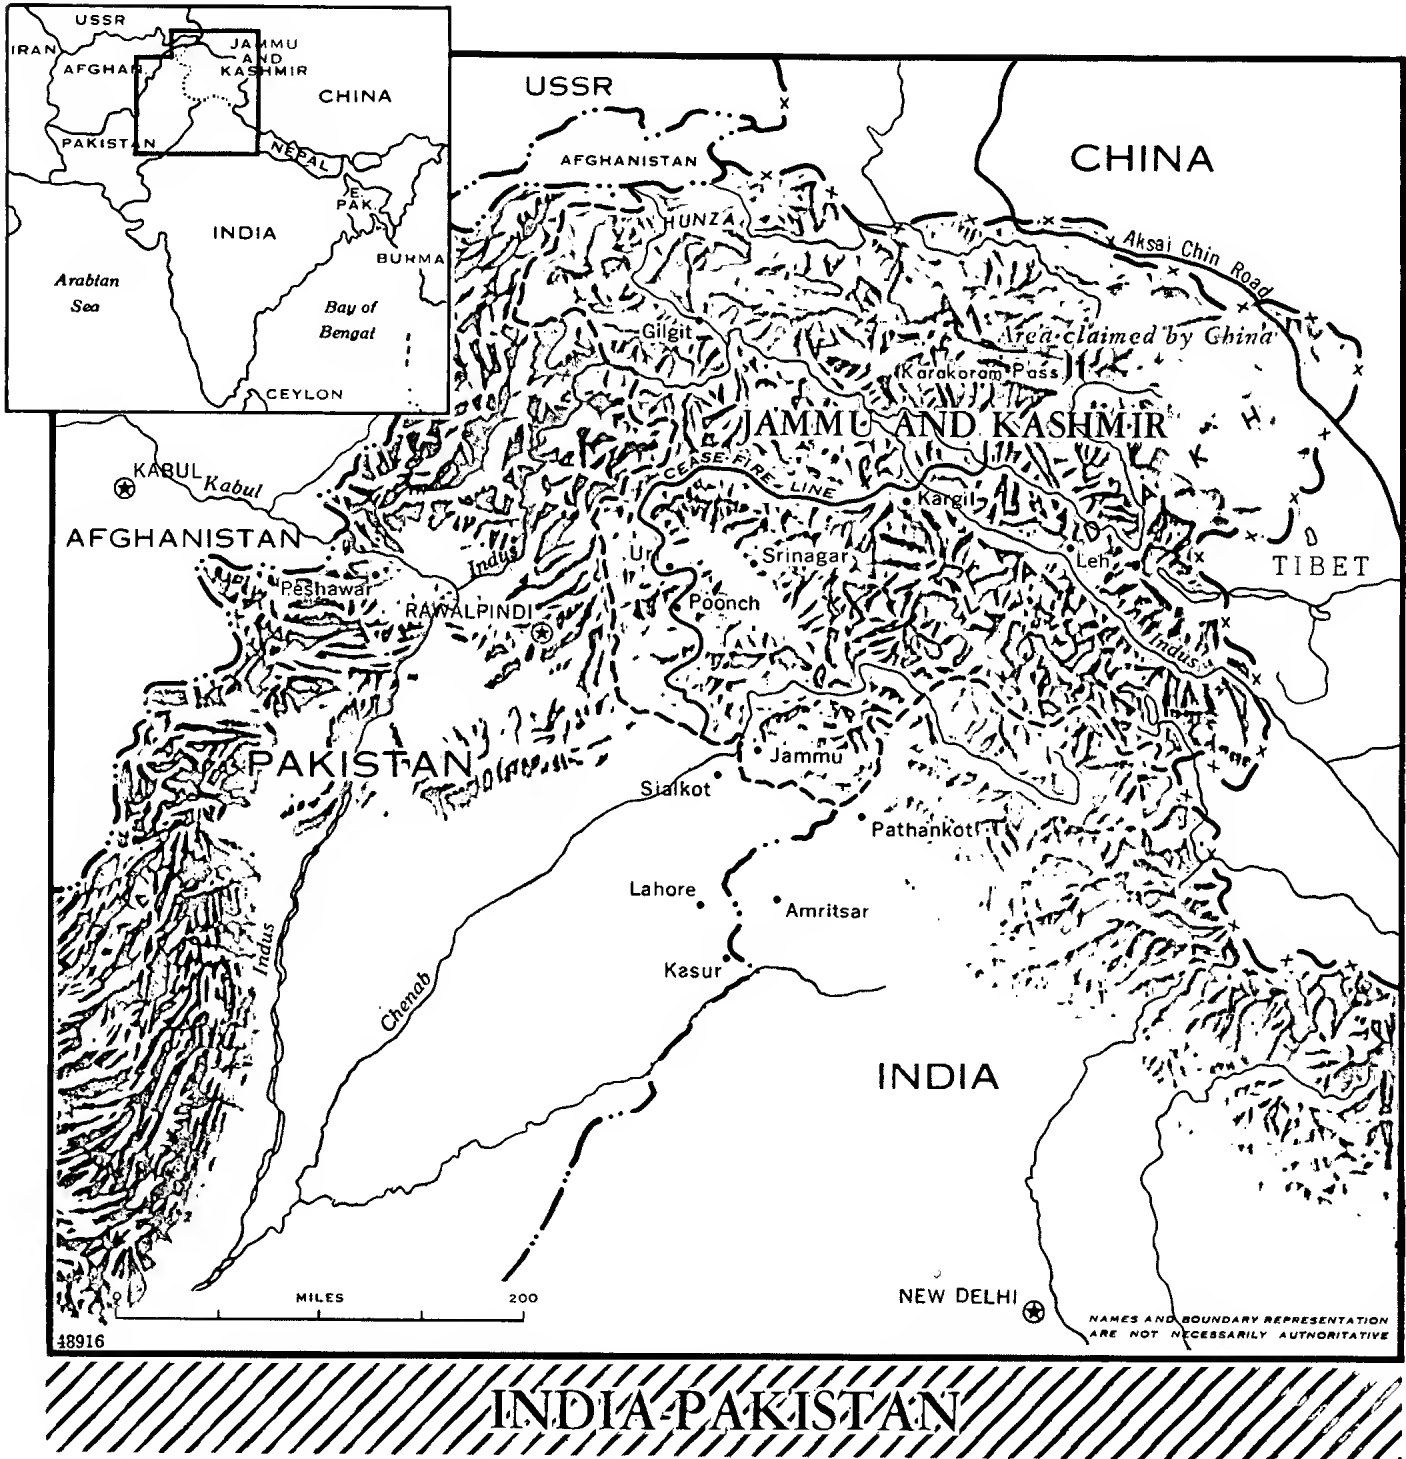 USSR
IRAN
JAMMU
AND
KASHMIR
AFGHAN.
CHINA
PAKISTAN
NEPAL
E.
PAK.
INDIA
BURMA
Arabian
Sea
Bay of
Bengal
CEYLON
USSR
AFGHANISTAN
CHINA
HUNZA
Aksai Chin Road
Gilgit
Area claimed by China
Karakoram Pass
JAMMU AND KASHMIR
CEASE-FIRE LINE
KABUL
Kabul
Kargil
LADAKH
AFGHANISTAN
Indus
Uri
Srinagar
Leh
TIBET
Peshawar
RAWALPINDI
Poonch
Indus
PAKISTAN
Jammu
Sialkot
Pathankot
Lahore
Amritsar
Indus
Kasur
Chenab
INDIA
NEW DELHI
0 MILES 200
NAMES AND BOUNDARY REPRESENTATION
ARE NOT NECESSARILY AUTHORITATIVE
48916
INDIA-PAKISTAN